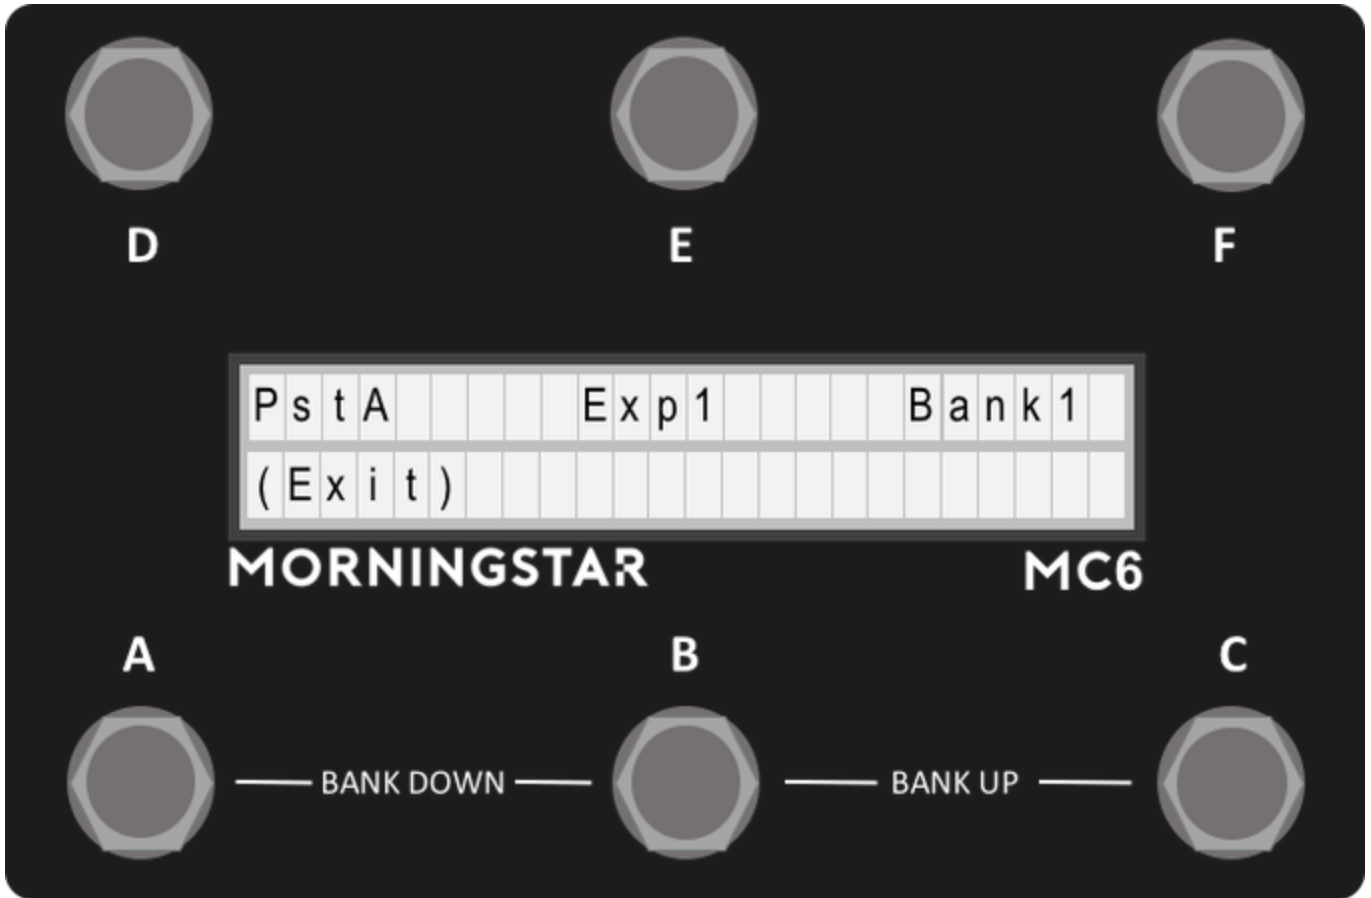 D E F
PstA Exp1 Bank1
(Exit)
MORNINGSTAR MC6
A B C
BANK DOWN BANK UP